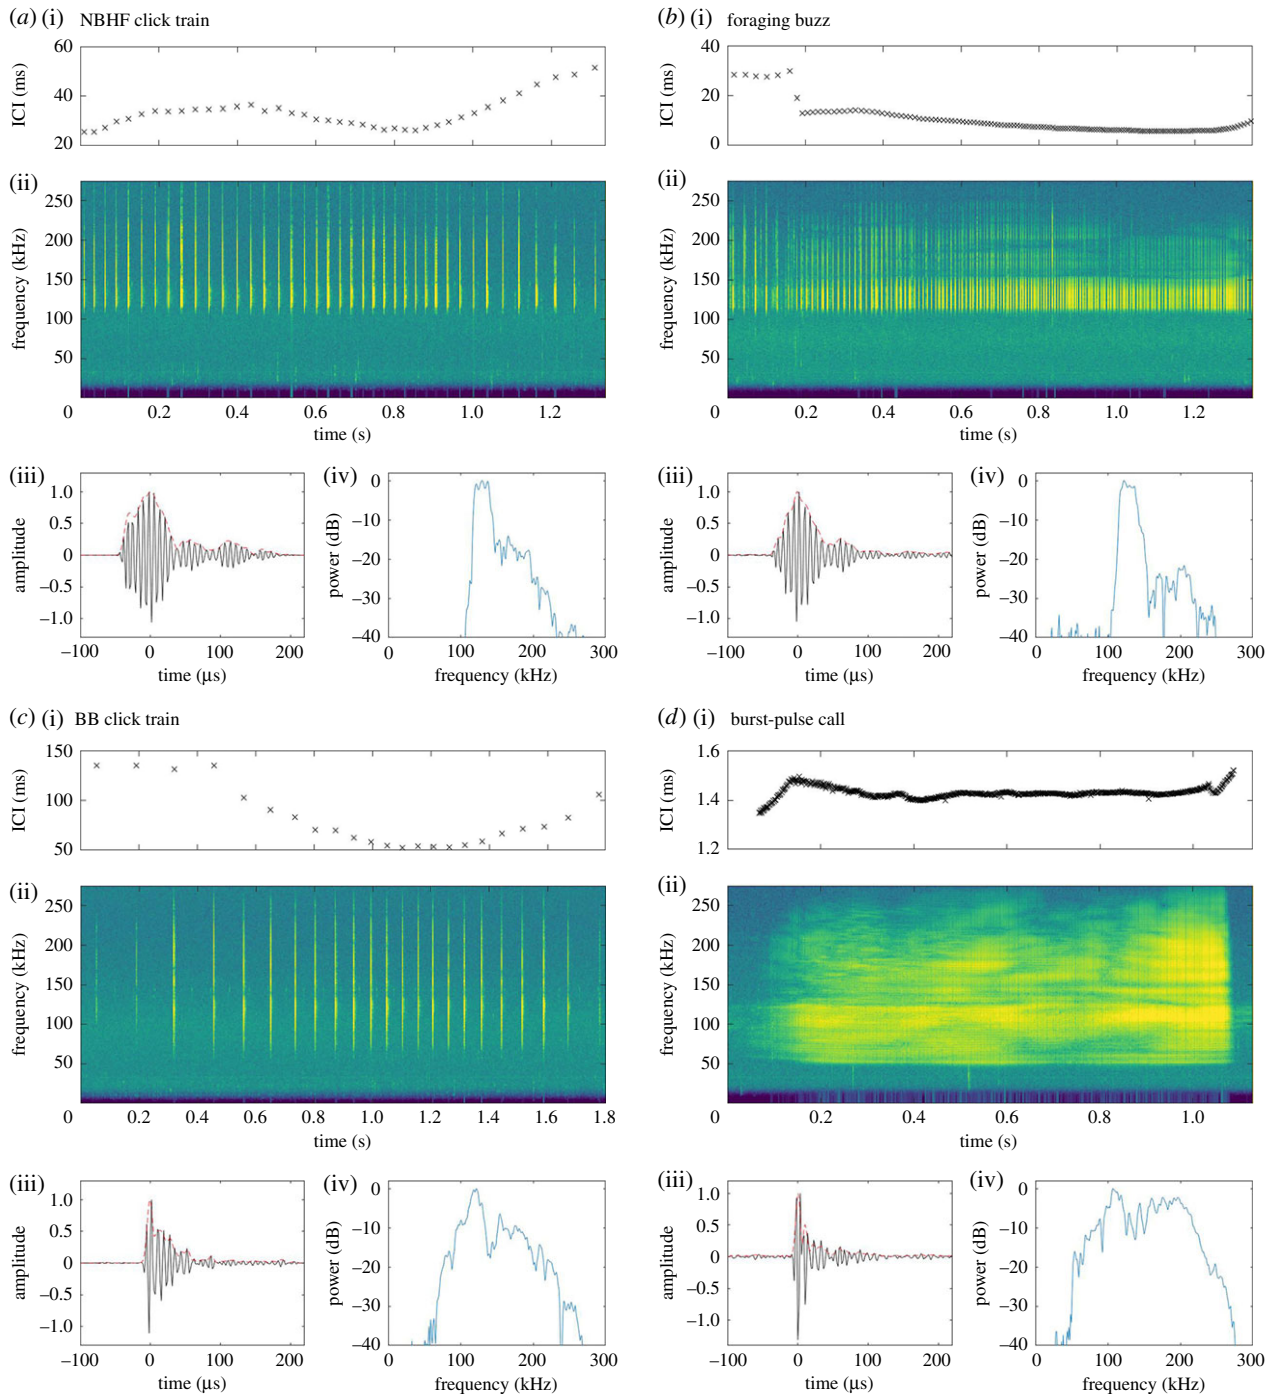 (a) (i) NBHF click train
60
40
20
ICI (ms)
(ii)
250
200
150
100
50
0
frequency (kHz)
0.2 0.4 0.6 0.8 1.0 1.2
time (s)
(iii)
1.0
0.5
0
−0.5
−1.0
amplitude
−100 0 100 200
time (µs)
(iv)
0
−10
−20
−30
−40
power (dB)
0 100 200 300
frequency (kHz)
(b) (i) foraging buzz
40
20
0
ICI (ms)
(ii)
250
200
150
100
50
0
frequency (kHz)
0.2 0.4 0.6 0.8 1.0 1.2
time (s)
(iii)
1.0
0.5
0
−0.5
−1.0
amplitude
−100 0 100 200
time (µs)
(iv)
0
−10
−20
−30
−40
power (dB)
0 100 200 300
frequency (kHz)
(c) (i) BB click train
150
100
50
ICI (ms)
(ii)
250
200
150
100
50
0
frequency (kHz)
0.2 0.4 0.6 0.8 1.0 1.2 1.4 1.6 1.8
time (s)
(iii)
1.0
0.5
0
−0.5
−1.0
amplitude
−100 0 100 200
time (µs)
(iv)
0
−10
−20
−30
−40
power (dB)
0 100 200 300
frequency (kHz)
(d) (i) burst-pulse call
1.6
1.4
1.2
ICI (ms)
(ii)
250
200
150
100
50
0
frequency (kHz)
0.2 0.4 0.6 0.8 1.0
time (s)
(iii)
1.0
0.5
0
−0.5
−1.0
amplitude
−100 0 100 200
time (µs)
(iv)
0
−10
−20
−30
−40
power (dB)
0 100 200 300
frequency (kHz)